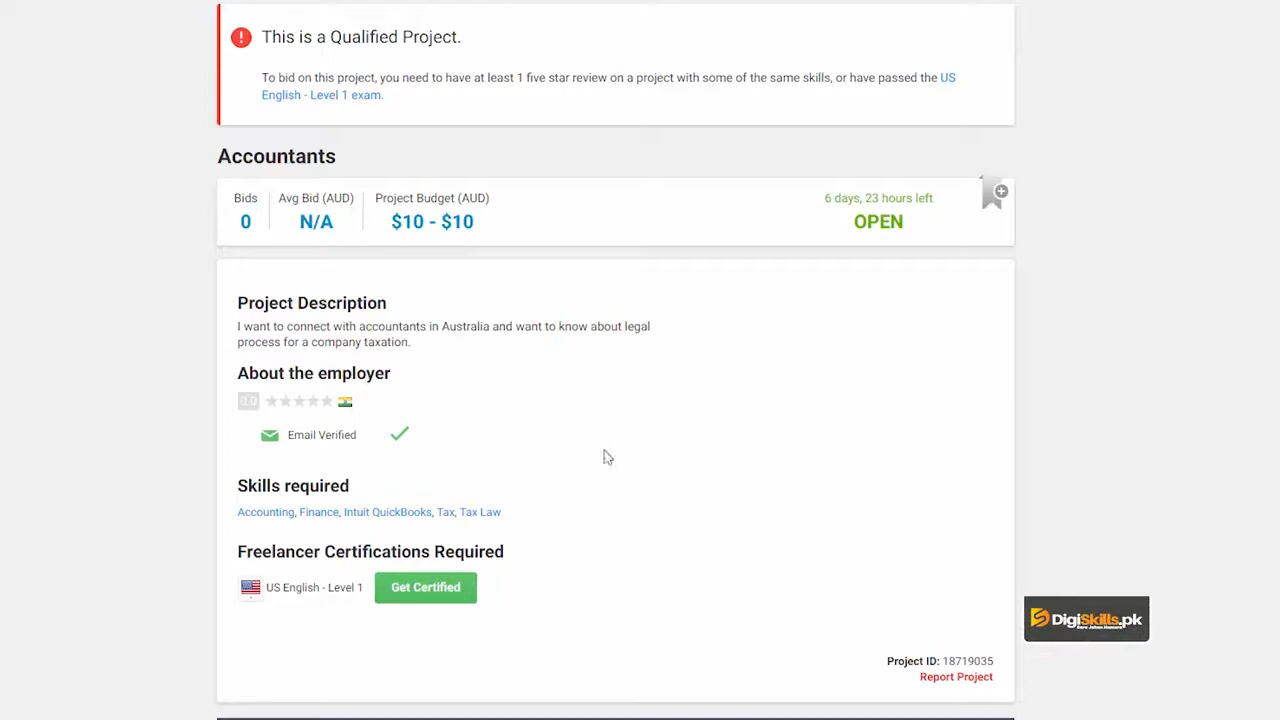 This is a Qualified Project.
To bid on this project, you need to have at least 1 five star review on a project with some of the same skills, or have passed the US
English - Level 1 exam.
Accountants
Bids Avg Bid (AUD) Project Budget (AUD) 6 days, 23 hours left
0 N/A $10 - $10 OPEN
Project Description
I want to connect with accountants in Australia and want to know about legal
process for a company taxation.
About the employer
0.0
Email Verified
Skills required
Accounting, Finance, Intuit QuickBooks, Tax, Tax Law
Freelancer Certifications Required
US English - Level 1 Get Certified
DigiSkills.pk
Project ID: 18719035
Report Project